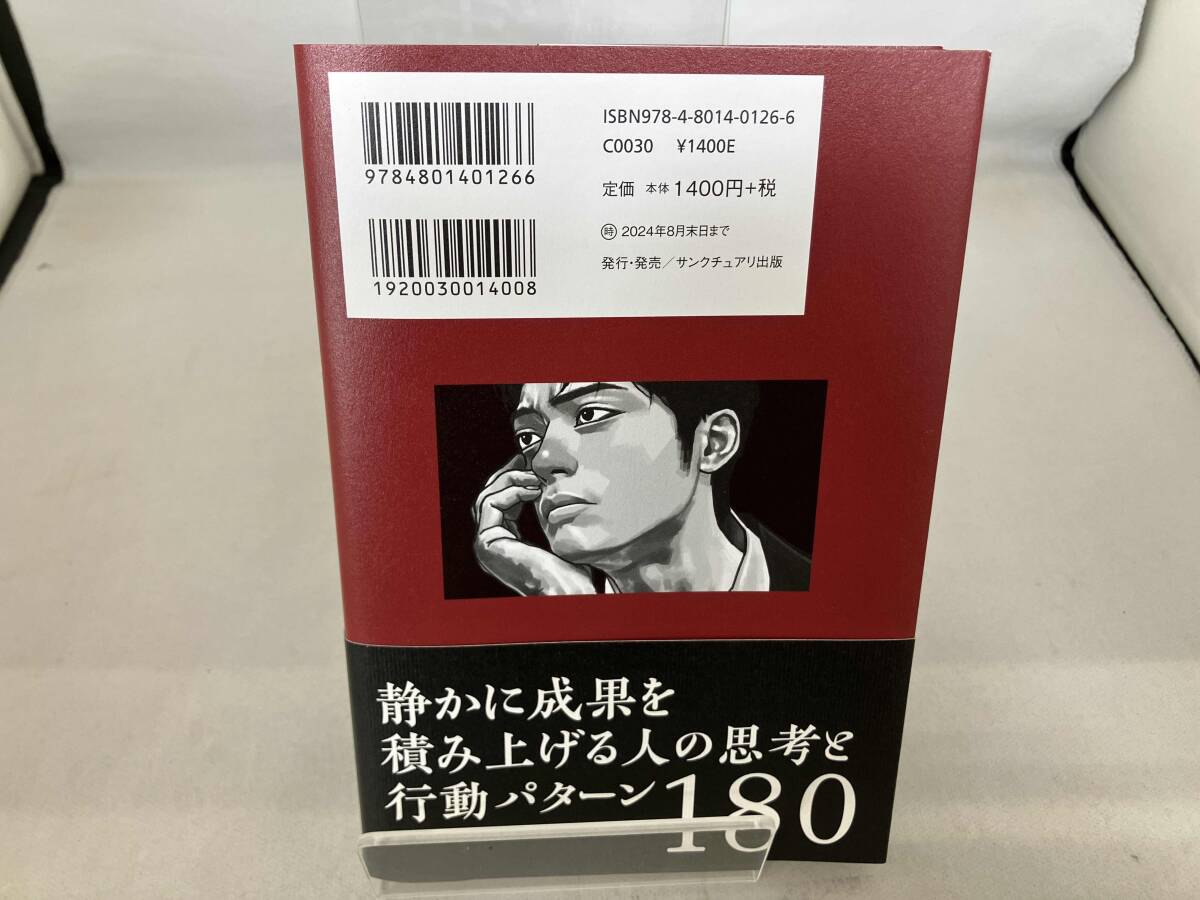 ISBN978-4-8014-0126-6
C0030 ¥1400E
9784801401266
定価 本体 1400円+税
時 2024年8月末日まで
発行・発売／サンクチュアリ出版
1920030014008
静かに成果を
積み上げる人の思考と
行動パターン180